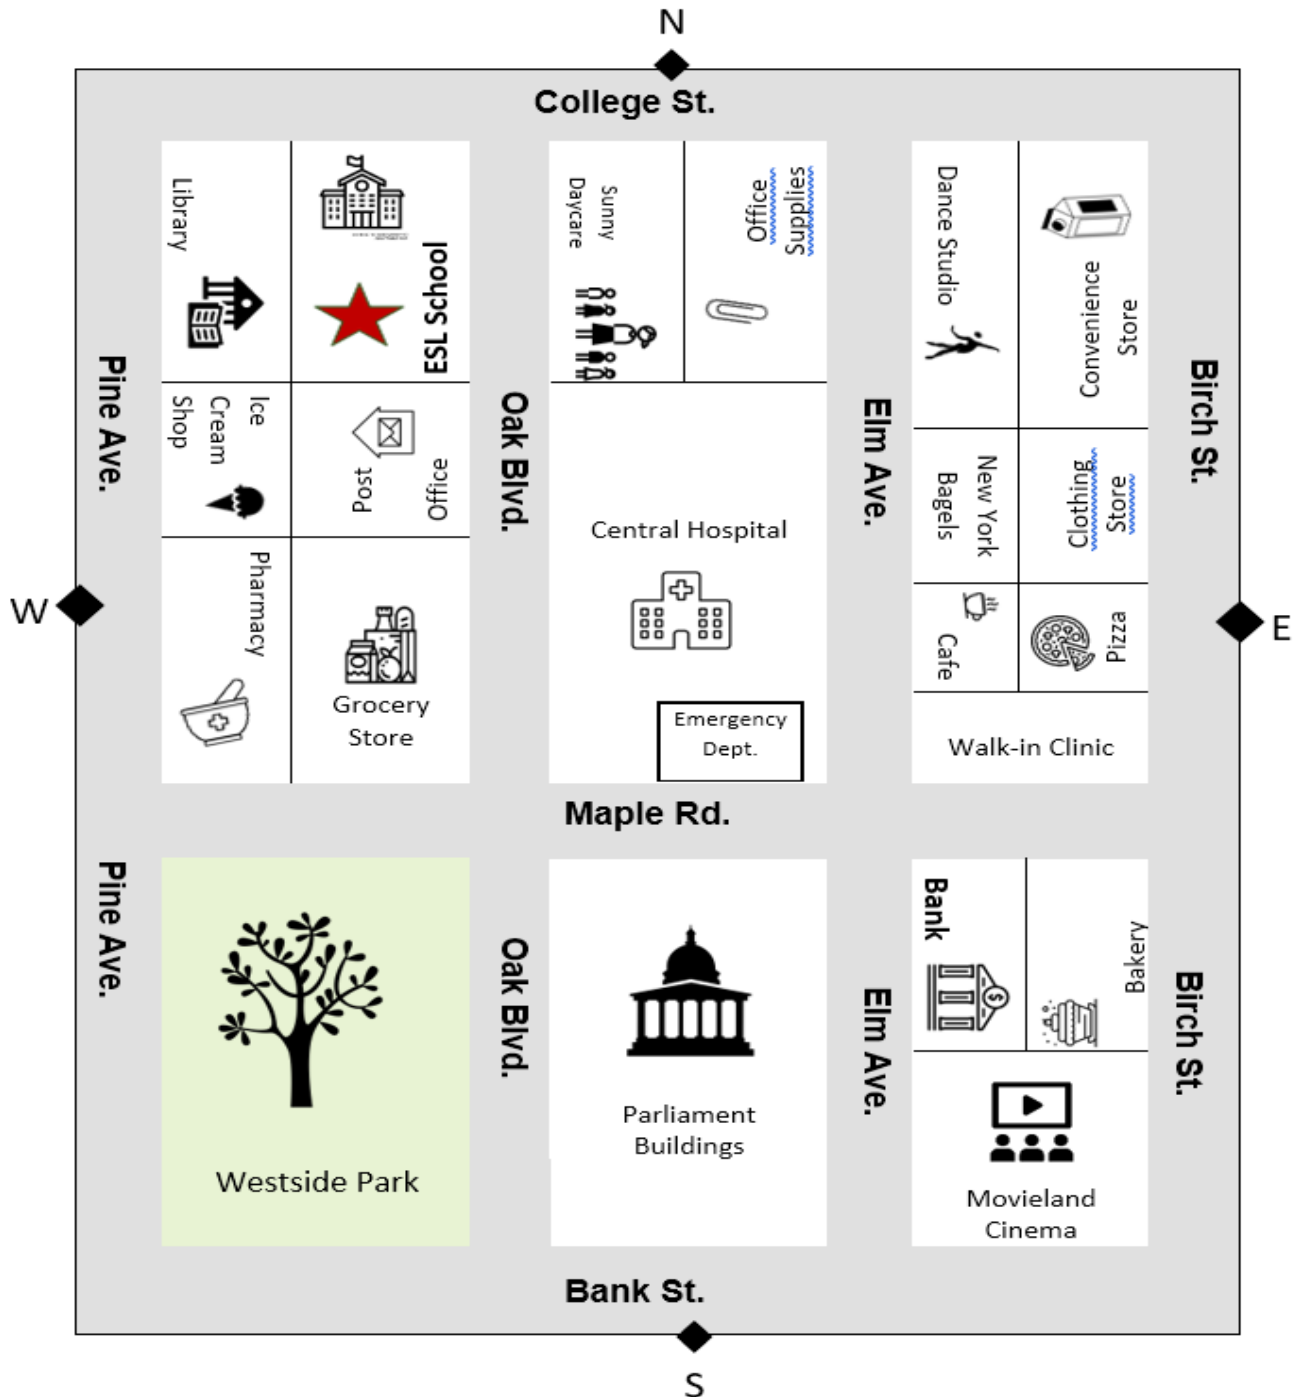 N
College St.
Library
ESL School
Sunny
Daycare
Office
Supplies
Dance Studio
Convenience
Store
Pine Ave.
Ice
Cream
Shop
Post
Office
Oak Blvd.
Central Hospital
Elm Ave.
New York
Bagels
Clothing
Store
Birch St.
W
E
Pharmacy
Grocery
Store
Emergency
Dept.
Cafe
Pizza
Walk-in Clinic
Maple Rd.
Pine Ave.
Westside Park
Oak Blvd.
Parliament
Buildings
Elm Ave.
Bank
$
Bakery
Birch St.
Movieland
Cinema
Bank St.
S